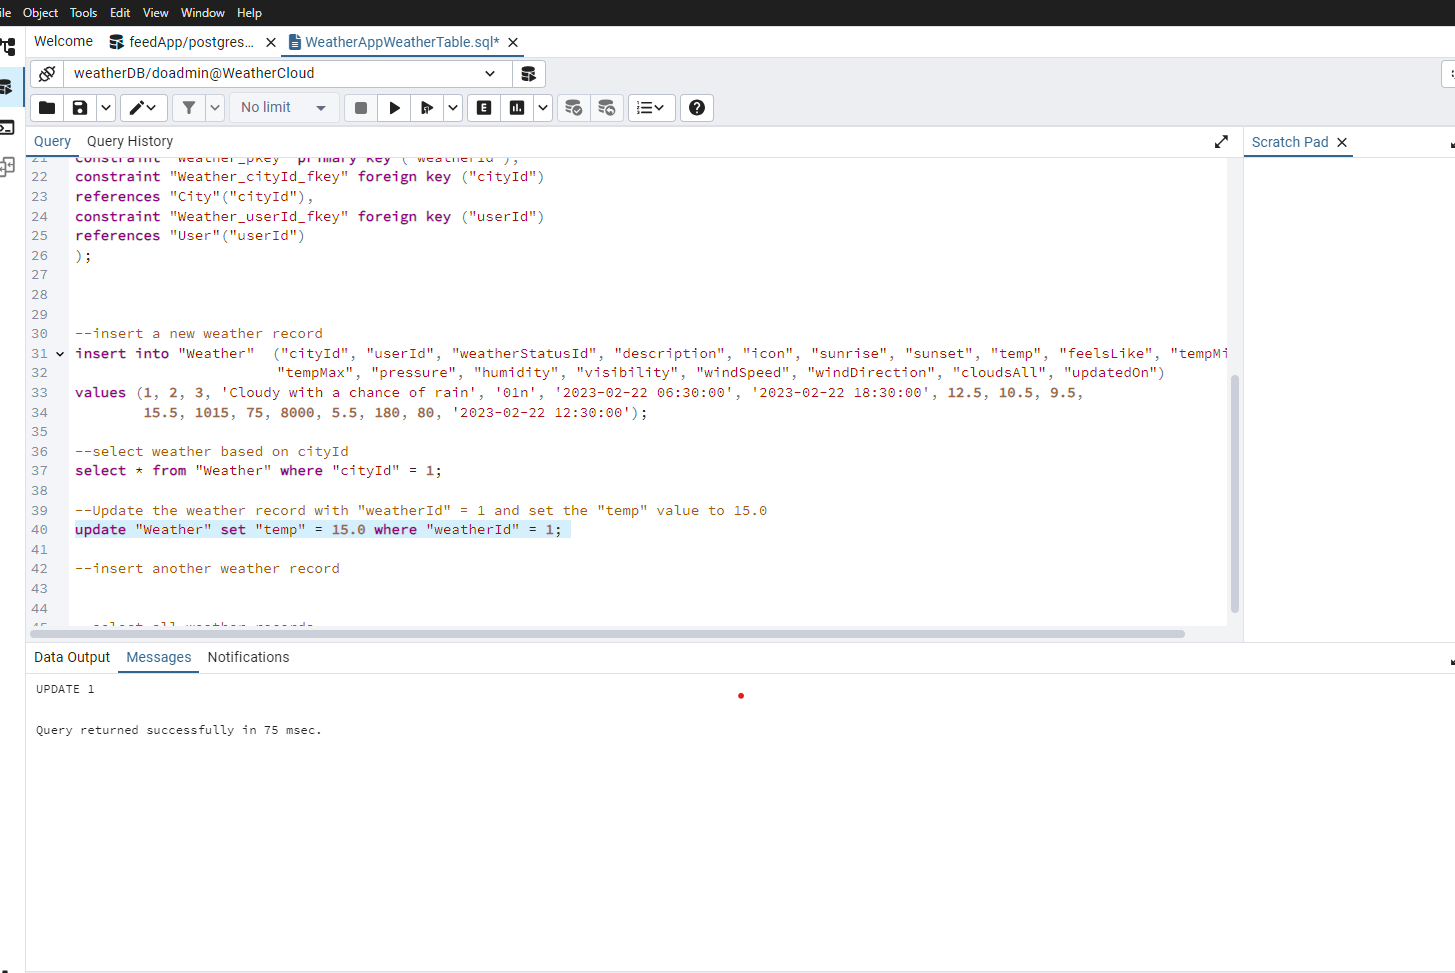 ile Object Tools Edit View Window Help
Welcome feedApp/postgres... WeatherAppWeatherTable.sql*
weatherDB/doadmin@WeatherCloud
No limit
Query Query History
Scratch Pad
21 constraint "Weather_pkey" primary key ("weatherId"),
22 constraint "Weather_cityId_fkey" foreign key ("cityId")
23 references "City"("cityId"),
24 constraint "Weather_userId_fkey" foreign key ("userId")
25 references "User"("userId")
26 );
27
28
29
30 --insert a new weather record
31 insert into "Weather"  ("cityId", "userId", "weatherStatusId", "description", "icon", "sunrise", "sunset", "temp", "feelsLike", "tempMi
32 "tempMax", "pressure", "humidity", "visibility", "windSpeed", "windDirection", "cloudsAll", "updatedOn")
33 values (1, 2, 3, 'Cloudy with a chance of rain', '01n', '2023-02-22 06:30:00', '2023-02-22 18:30:00', 12.5, 10.5, 9.5,
34 15.5, 1015, 75, 8000, 5.5, 180, 80, '2023-02-22 12:30:00');
35
36 --select weather based on cityId
37 select * from "Weather" where "cityId" = 1;
38
39 --Update the weather record with "weatherId" = 1 and set the "temp" value to 15.0
40 update "Weather" set "temp" = 15.0 where "weatherId" = 1;
41
42 --insert another weather record
43
44
45 --select all weather records
Data Output Messages Notifications
UPDATE 1
Query returned successfully in 75 msec.